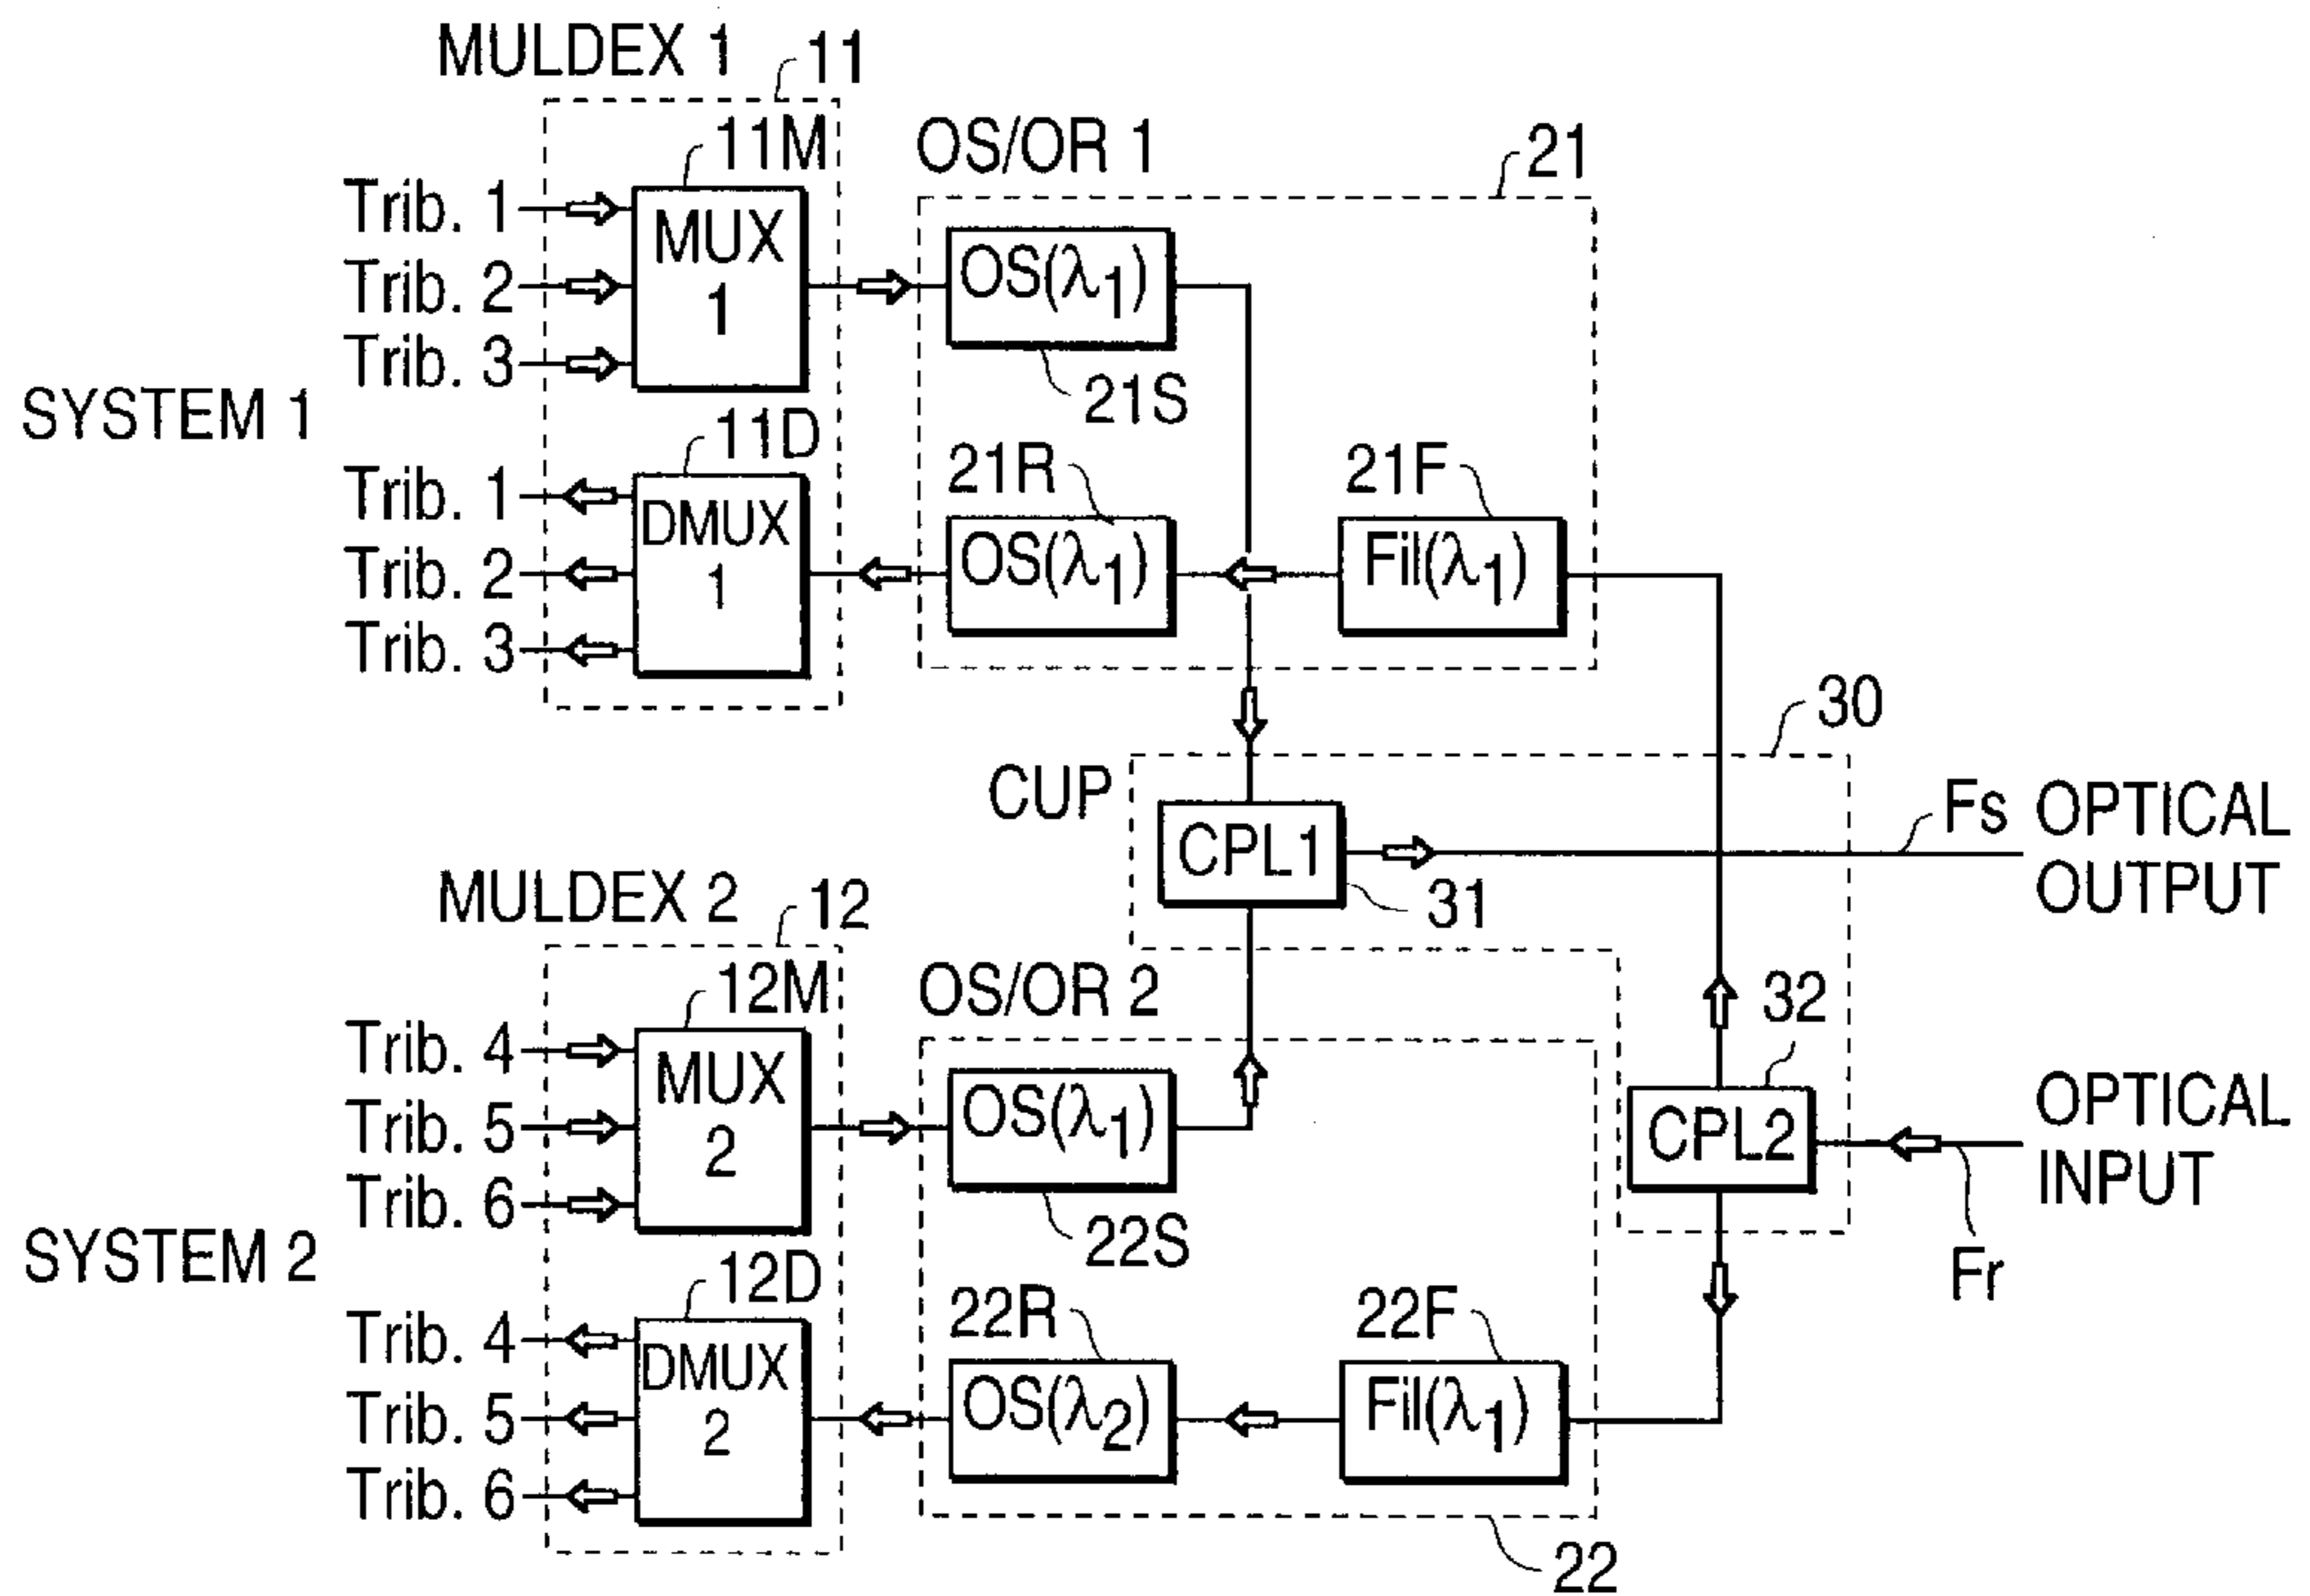 MULDEX 1
11
11M
OS/OR 1
21
Trib. 1
Trib. 2
Trib. 3
MUX 1
OS(λ1)
21S
SYSTEM 1
11D
21R
21F
Trib. 1
Trib. 2
Trib. 3
DMUX 1
OS(λ1)
Fil(λ1)
30
CUP
CPL1
31
Fs OPTICAL OUTPUT
MULDEX 2
12
12M
OS/OR 2
32
Trib. 4
Trib. 5
Trib. 6
MUX 2
OS(λ1)
22S
CPL2
OPTICAL INPUT
Fr
SYSTEM 2
12D
22R
22F
Trib. 4
Trib. 5
Trib. 6
DMUX 2
OS(λ2)
Fil(λ1)
22